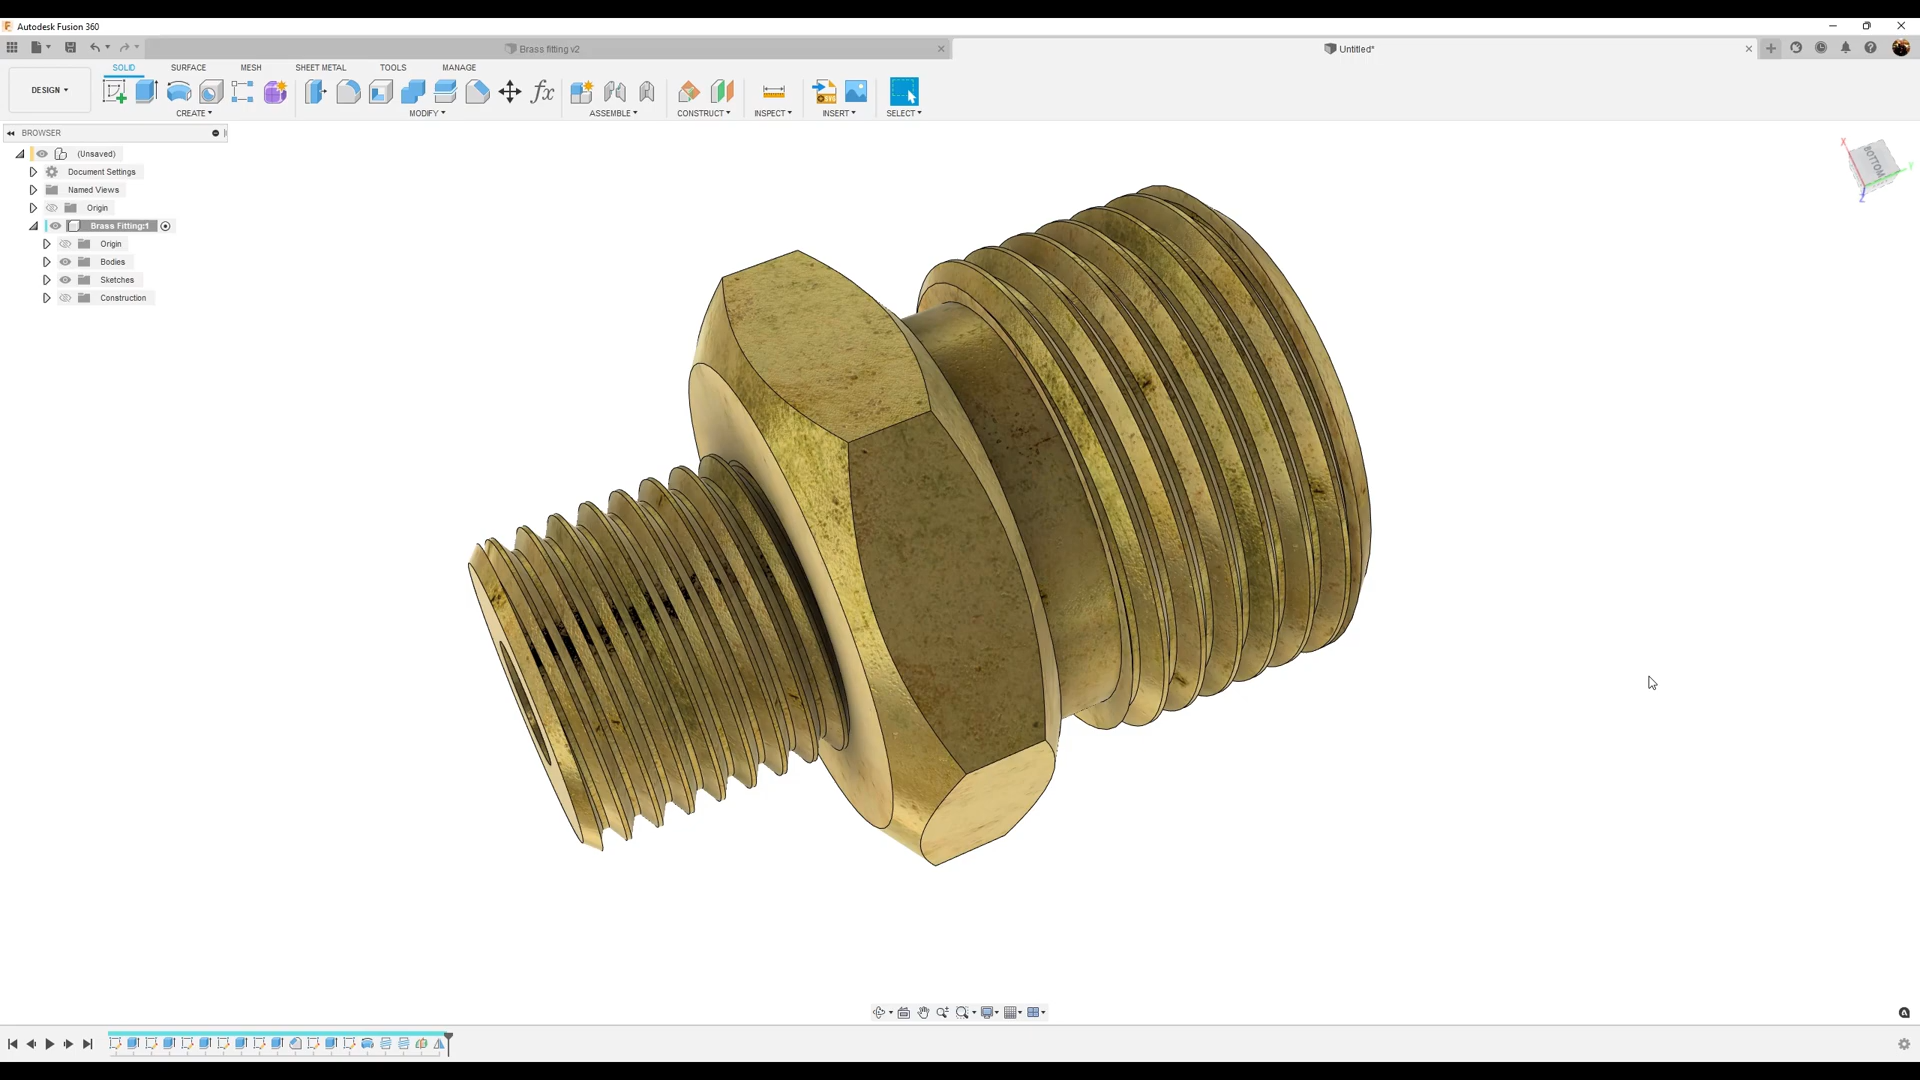 Autodesk Fusion 360
Brass fitting v2
Untitled*
SOLID SURFACE MESH SHEET METAL TOOLS MANAGE
DESIGN
CREATE MODIFY ASSEMBLE CONSTRUCT INSPECT INSERT SELECT
BROWSER
(Unsaved)
Document Settings
Named Views
Origin
Brass Fitting:1
Origin
Bodies
Sketches
Construction
X
BOTTOM
Y
Z